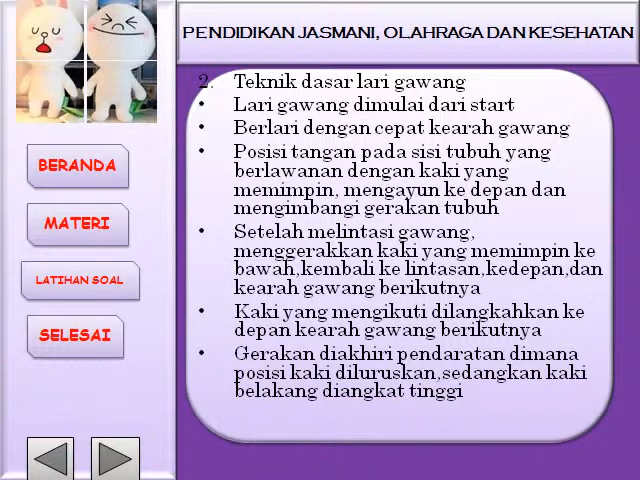 PENDIDIKAN JASMANI, OLAHRAGA DAN KESEHATAN
BERANDA
MATERI
LATIHAN SOAL
SELESAI
2. Teknik dasar lari gawang
• Lari gawang dimulai dari start
• Berlari dengan cepat kearah gawang
• Posisi tangan pada sisi tubuh yang
berlawanan dengan kaki yang
memimpin, mengayun ke depan dan
mengimbangi gerakan tubuh
• Setelah melintasi gawang,
menggerakkan kaki yang memimpin ke
bawah,kembali ke lintasan,kedepan,dan
kearah gawang berikutnya
• Kaki yang mengikuti dilangkahkan ke
depan kearah gawang berikutnya
• Gerakan diakhiri pendaratan dimana
posisi kaki diluruskan,sedangkan kaki
belakang diangkat tinggi